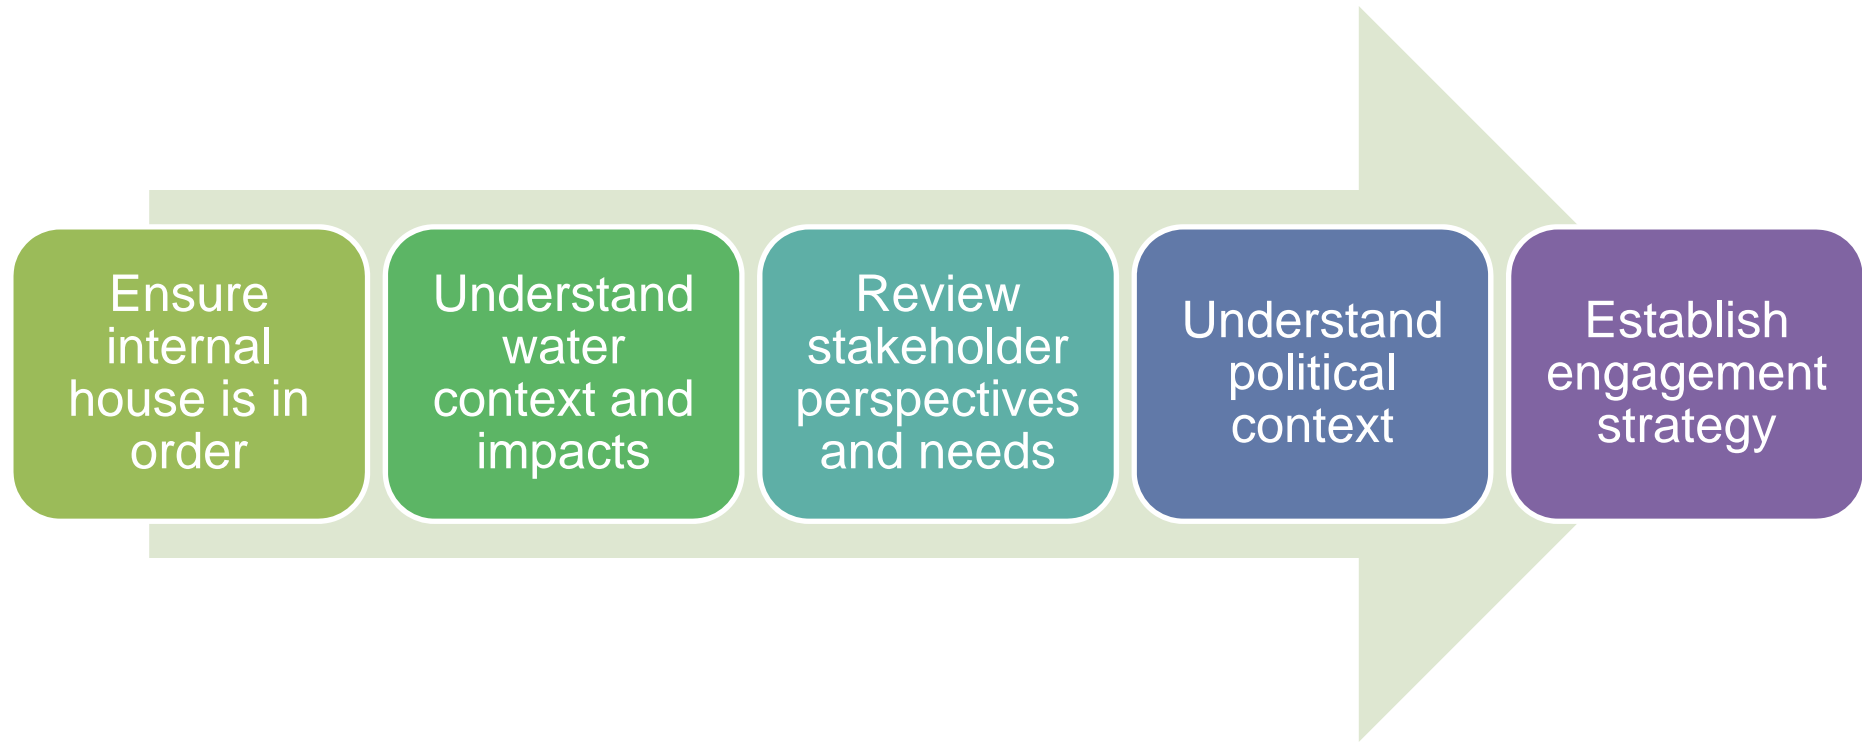 Ensure
internal
house is in
order
Understand
water
context and
impacts
Review
stakeholder
perspectives
and needs
Understand
political
context
Establish
engagement
strategy